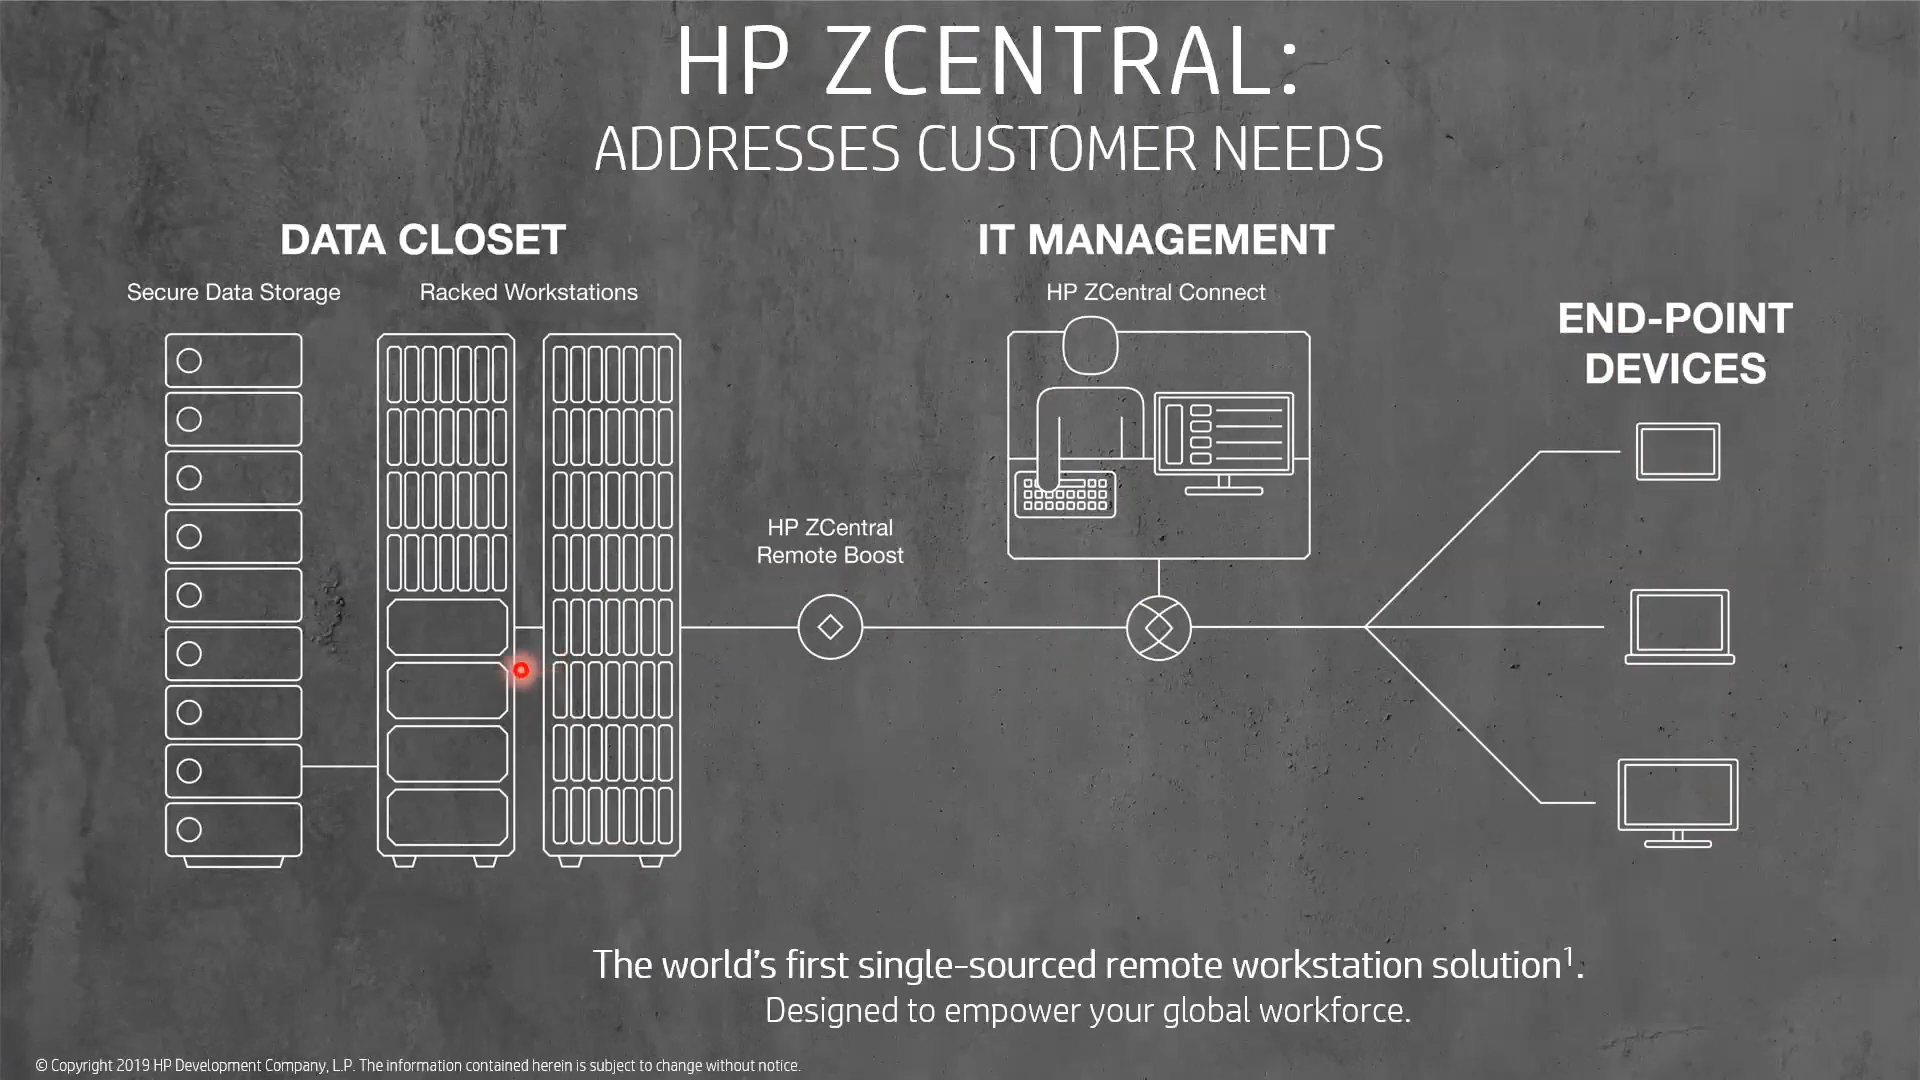 HP ZCENTRAL:
ADDRESSES CUSTOMER NEEDS
DATA CLOSET
Secure Data Storage
Racked Workstations
IT MANAGEMENT
HP ZCentral Connect
END-POINT
DEVICES
HP ZCentral
Remote Boost
The world's first single-sourced remote workstation solution¹.
Designed to empower your global workforce.
© Copyright 2019 HP Development Company, L.P. The information contained herein is subject to change without notice.